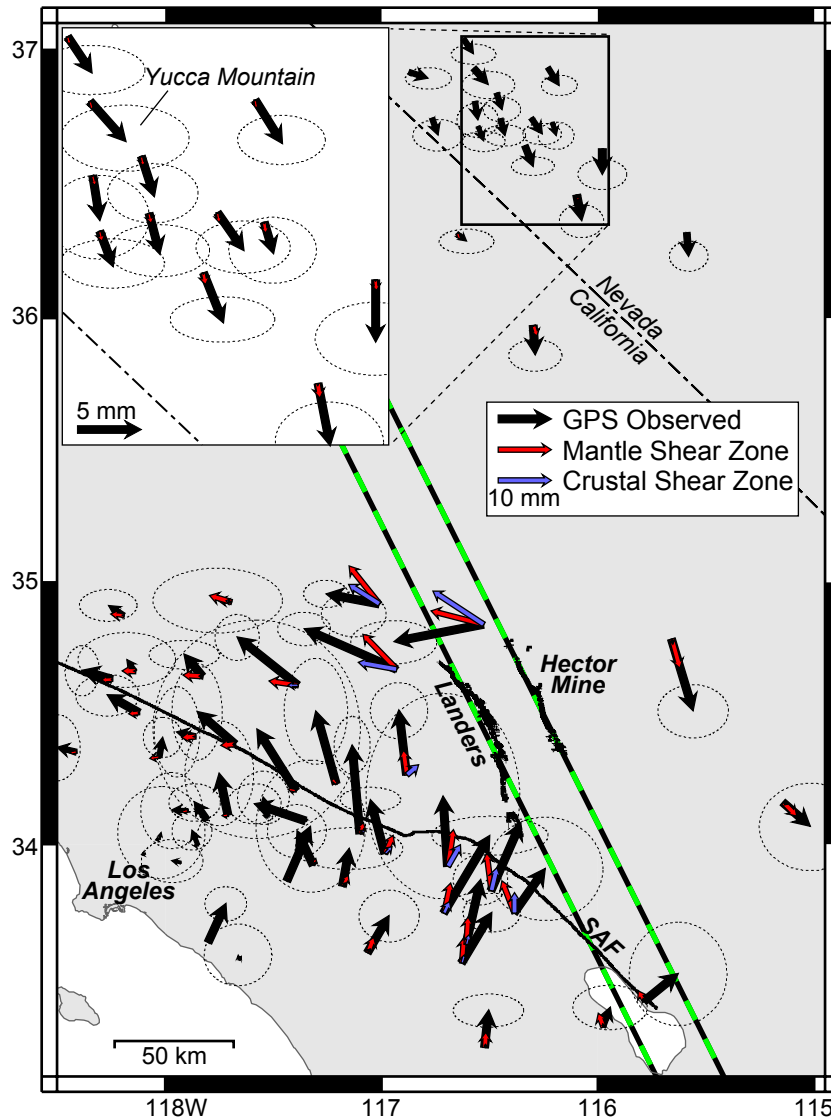 37
36
35
34
Yucca Mountain
5 mm
Nevada
California
GPS Observed
Mantle Shear Zone
10 mm Crustal Shear Zone
Hector
Mine
Landers
Los
Angeles
SAF
50 km
118W
117
116
115